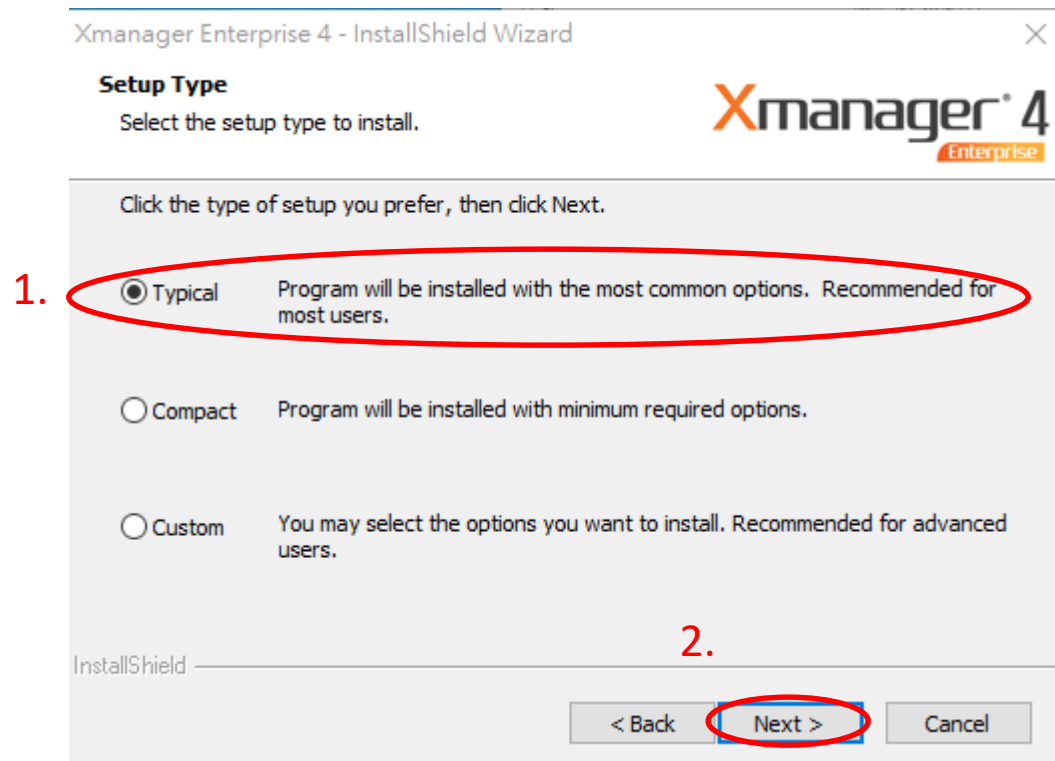 Xmanager Enterprise 4 - InstallShield Wizard
Setup Type
Select the setup type to install.
Xmanager 4
Enterprise
Click the type of setup you prefer, then click Next.
1.
Typical Program will be installed with the most common options. Recommended for
most users.
Compact Program will be installed with minimum required options.
Custom You may select the options you want to install. Recommended for advanced
users.
2.
InstallShield
< Back Next > Cancel